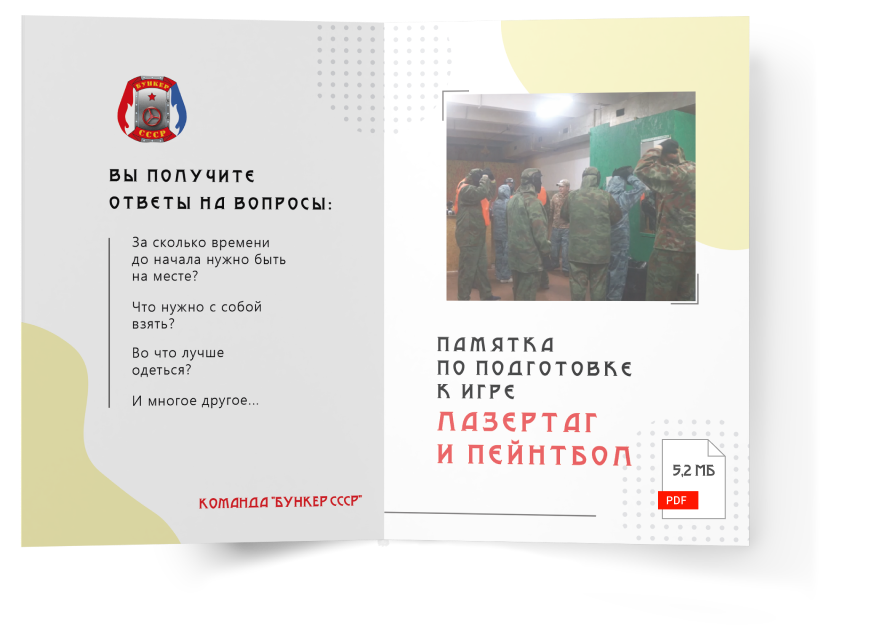 БУНКЕР
СССР
ВЫ ПОЛУЧИТЕ
ОТВЕТЫ НА ВОПРОСЫ:
За сколько времени
до начала нужно быть
на месте?
Что нужно с собой
взять?
Во что лучше
одеться?
И многое другое...
КОМАНДА "БУНКЕР СССР"
ПАМЯТКА
ПО ПОДГОТОВКЕ
К ИГРЕ
ЛАЗЕРТАГ
И ПЕЙНТБОЛ
5,2 МБ
PDF